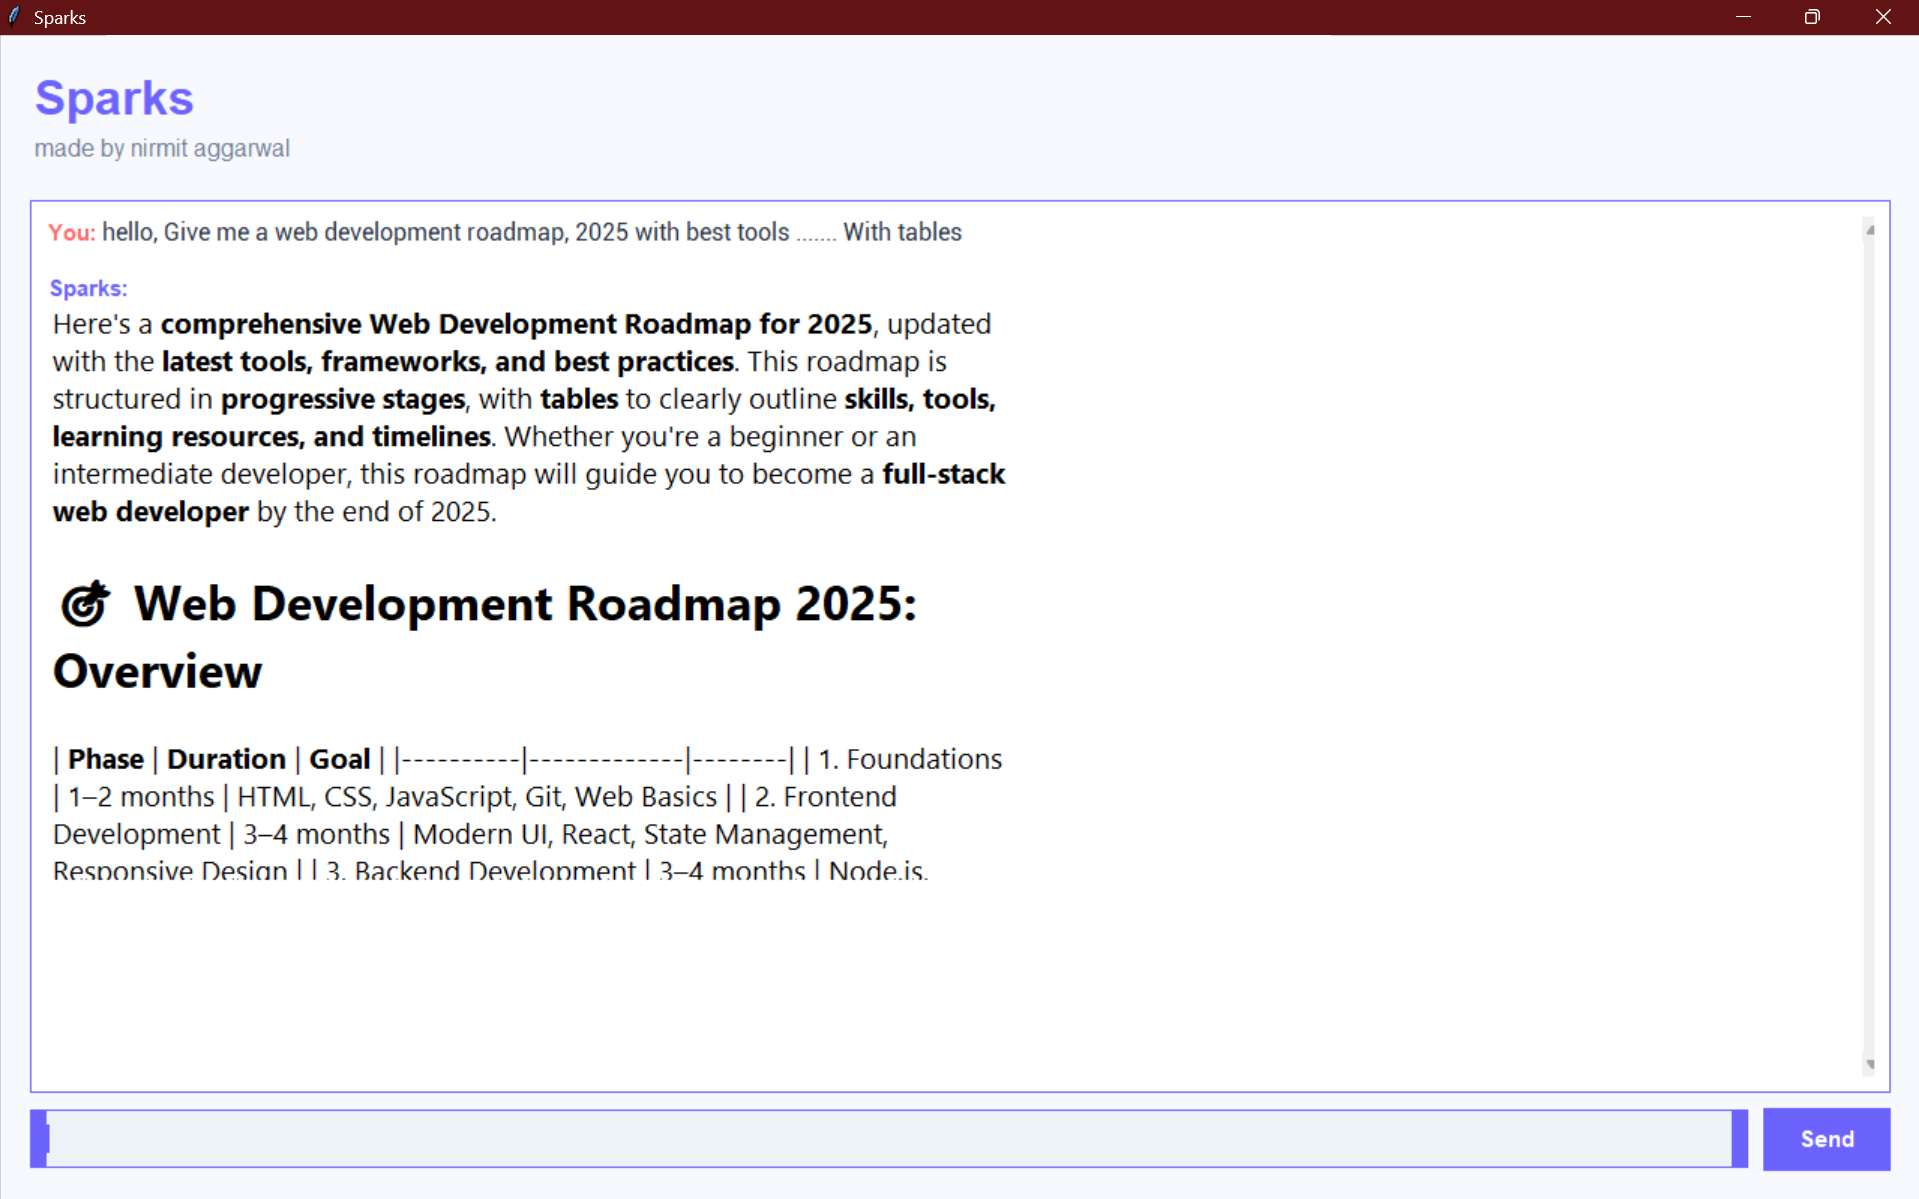 Sparks
Sparks
made by nirmit aggarwal
You: hello, Give me a web development roadmap, 2025 with best tools ....... With tables
Sparks:
Here's a comprehensive Web Development Roadmap for 2025, updated
with the latest tools, frameworks, and best practices. This roadmap is
structured in progressive stages, with tables to clearly outline skills, tools,
learning resources, and timelines. Whether you're a beginner or an
intermediate developer, this roadmap will guide you to become a full-stack
web developer by the end of 2025.
🎯 Web Development Roadmap 2025:
Overview
| Phase | Duration | Goal | |----------|-------------|--------| | 1. Foundations
| 1–2 months | HTML, CSS, JavaScript, Git, Web Basics | | 2. Frontend
Development | 3–4 months | Modern UI, React, State Management,
Responsive Design | | 3. Backend Development | 3–4 months | Node.js,
Send